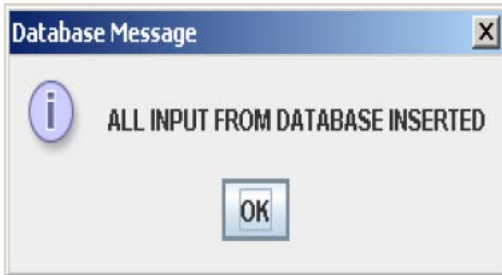 Database Message
X
i
ALL INPUT FROM DATABASE INSERTED
OK